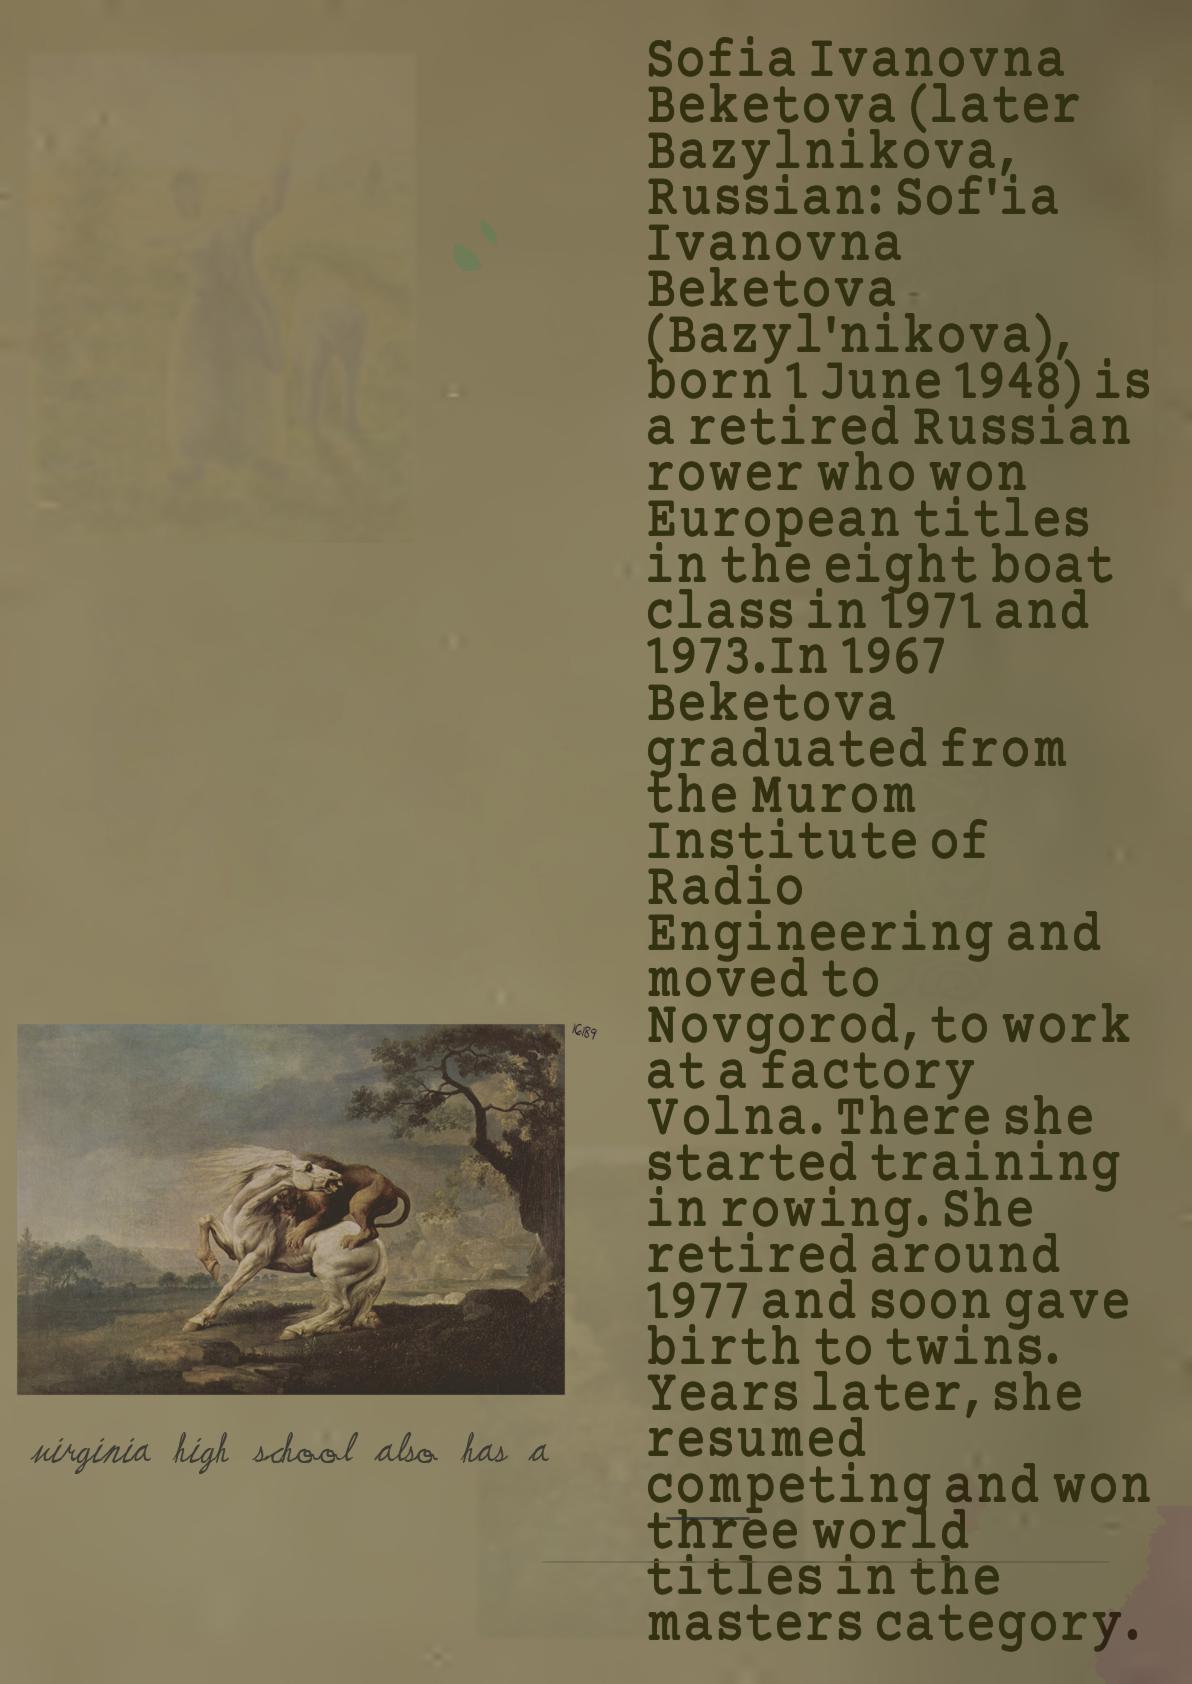 Sofia Ivanovna
Beketova (later
Bazylnikova,
Russian: Sof'ia
Ivanovna
Beketova
(Bazyl'nikova),
born 1 June 1948) is
a retired Russian
rower who won
European titles
in the eight boat
class in 1971 and
1973.In 1967
Beketova
graduated from
the Murom
Institute of
Radio
Engineering and
moved to
Novgorod, to work
at a factory
Volna. There she
started training
in rowing. She
retired around
1977 and soon gave
birth to twins.
Years later, she
resumed
competing and won
three world
titles in the
masters category.
virginia high school also has a